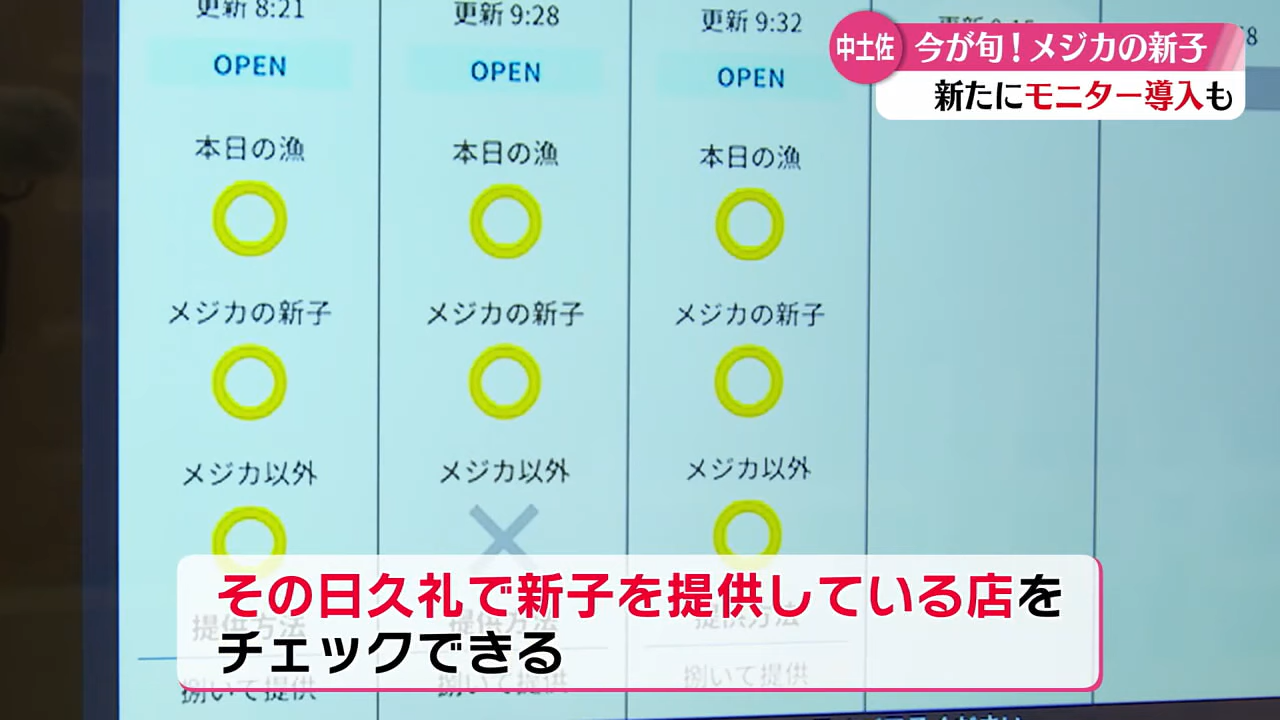 更新 8:21
OPEN
本日の漁
メジカの新子
メジカ以外
提供方法
捌いて提供
更新 9:28
OPEN
本日の漁
メジカの新子
メジカ以外
提供方法
捌いて提供
更新 9:32
OPEN
本日の漁
メジカの新子
メジカ以外
提供方法
捌いて提供
中土佐
今が旬!メジカの新子
新たにモニター導入も
その日久礼で新子を提供している店を
チェックできる